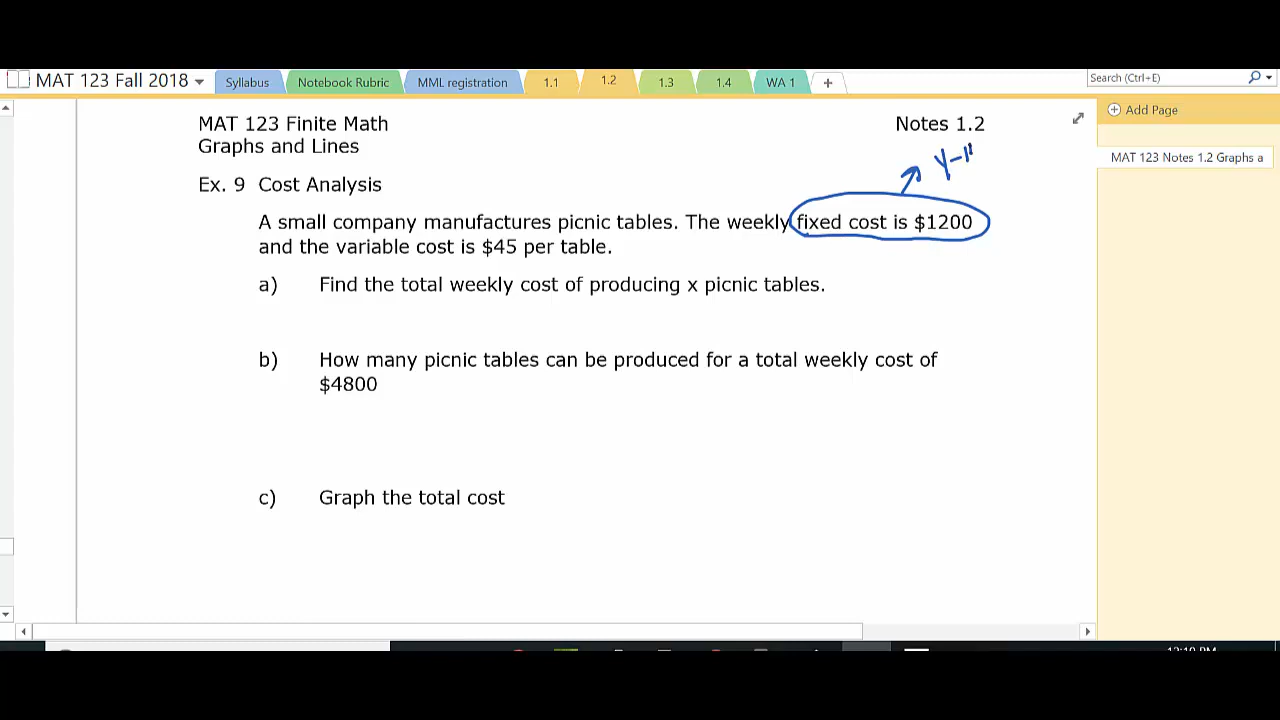 MAT 123 Fall 2018
Syllabus
Notebook Rubric
MML registration
1.1
1.2
1.3
1.4
WA 1
+
Search (Ctrl+E)
Add Page
MAT 123 Notes 1.2 Graphs a
MAT 123 Finite Math
Notes 1.2
Graphs and Lines
Ex. 9 Cost Analysis
A small company manufactures picnic tables. The weekly fixed cost is $1200
and the variable cost is $45 per table.
a) Find the total weekly cost of producing x picnic tables.
b) How many picnic tables can be produced for a total weekly cost of
$4800
c) Graph the total cost